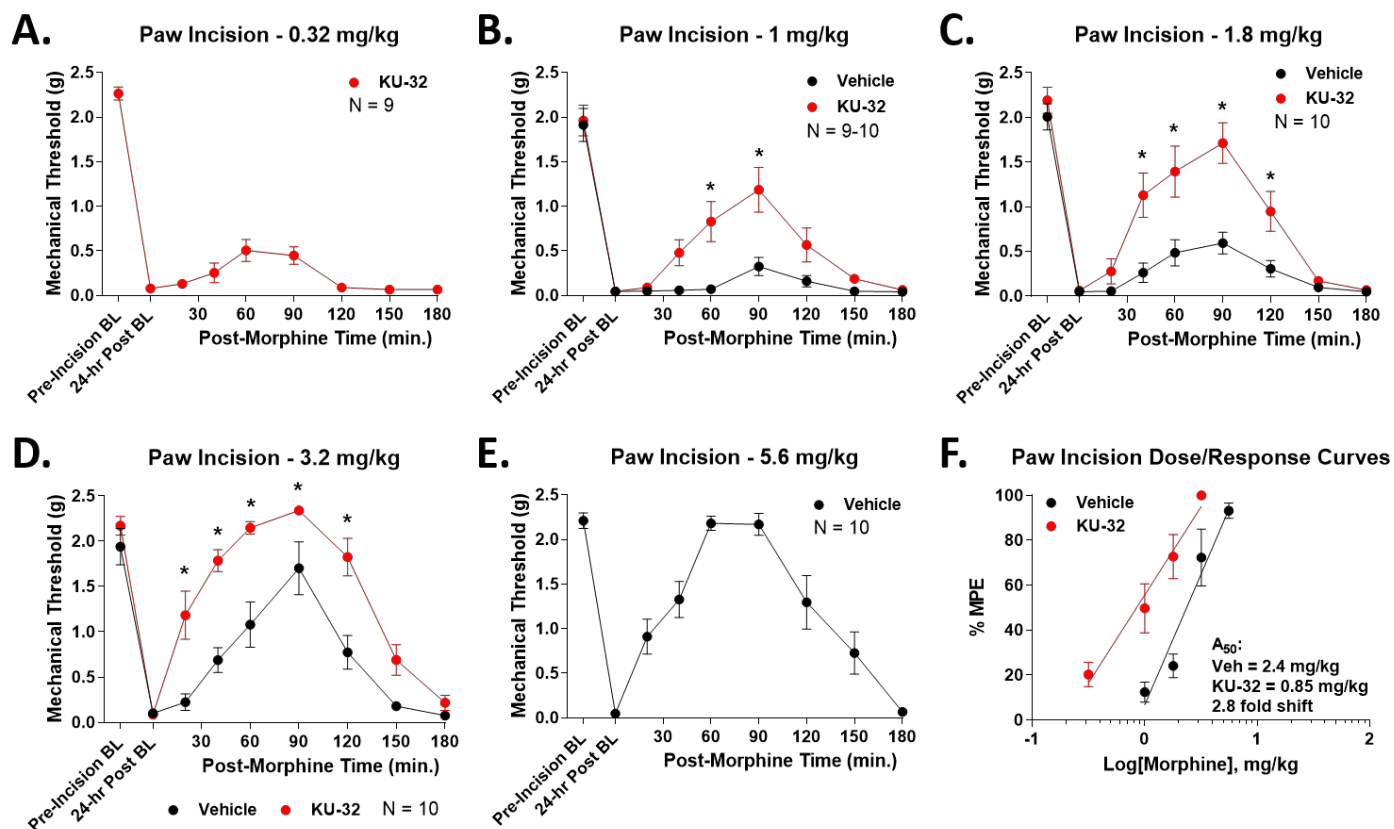 A.
Paw Incision - 0.32 mg/kg
Mechanical Threshold (g)
2.5
2.0
1.5
1.0
0.5
0.0
KU-32
N = 9
Pre-Incision BL
24-hr Post BL
30 60 90 120 150 180
Post-Morphine Time (min.)
B.
Paw Incision - 1 mg/kg
Mechanical Threshold (g)
2.5
2.0
1.5
1.0
0.5
0.0
Vehicle
KU-32
N = 9-10
* *
Pre-Incision BL
24-hr Post BL
30 60 90 120 150 180
Post-Morphine Time (min.)
C.
Paw Incision - 1.8 mg/kg
Mechanical Threshold (g)
2.5
2.0
1.5
1.0
0.5
0.0
Vehicle
KU-32
N = 10
* * * *
Pre-Incision BL
24-hr Post BL
30 60 90 120 150 180
Post-Morphine Time (min.)
D.
Paw Incision - 3.2 mg/kg
Mechanical Threshold (g)
2.5
2.0
1.5
1.0
0.5
0.0
* * * * *
Pre-Incision BL
24-hr Post BL
30 60 90 120 150 180
Post-Morphine Time (min.)
Vehicle KU-32 N = 10
E.
Paw Incision - 5.6 mg/kg
Mechanical Threshold (g)
2.5
2.0
1.5
1.0
0.5
0.0
Vehicle
N = 10
Pre-Incision BL
24-hr Post BL
30 60 90 120 150 180
Post-Morphine Time (min.)
F.
Paw Incision Dose/Response Curves
% MPE
100
80
60
40
20
0
Vehicle
KU-32
A₅₀:
Veh = 2.4 mg/kg
KU-32 = 0.85 mg/kg
2.8 fold shift
-1 0 1 2
Log[Morphine], mg/kg